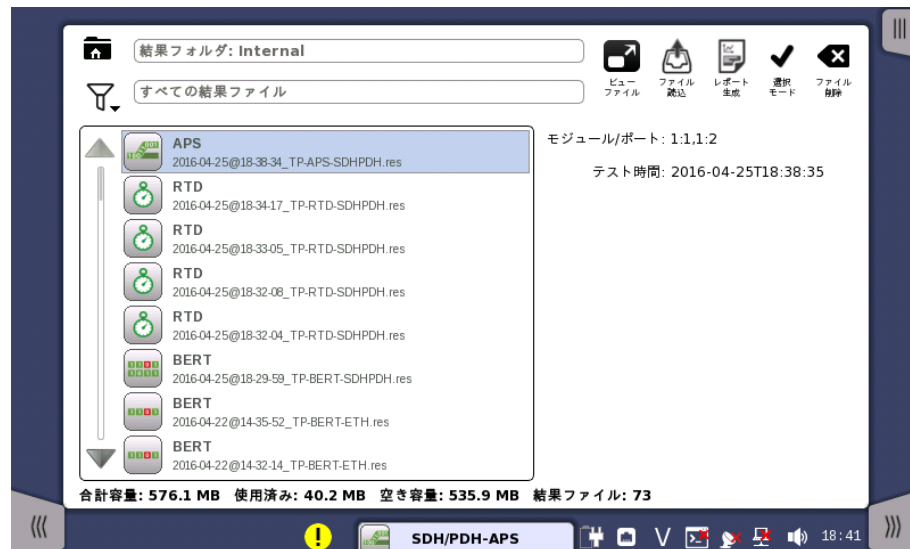 結果フォルダ: Internal
すべての結果ファイル
ビュー
ファイル
ファイル
読込
レポート
生成
選択
モード
ファイル
削除
APS
2016-04-25@18-38-34_TP-APS-SDHPDH.res
RTD
2016-04-25@18-34-17_TP-RTD-SDHPDH.res
RTD
2016-04-25@18-33-05_TP-RTD-SDHPDH.res
RTD
2016-04-25@18-32-08_TP-RTD-SDHPDH.res
RTD
2016-04-25@18-32-04_TP-RTD-SDHPDH.res
BERT
2016-04-25@18-29-59_TP-BERT-SDHPDH.res
BERT
2016-04-22@14-35-52_TP-BERT-ETH.res
BERT
2016-04-22@14-32-14_TP-BERT-ETH.res
モジュール/ポート: 1:1,1:2
テスト時間: 2016-04-25T18:38:35
合計容量: 576.1 MB 使用済み: 40.2 MB 空き容量: 535.9 MB 結果ファイル: 73
SDH/PDH-APS
V
18:41